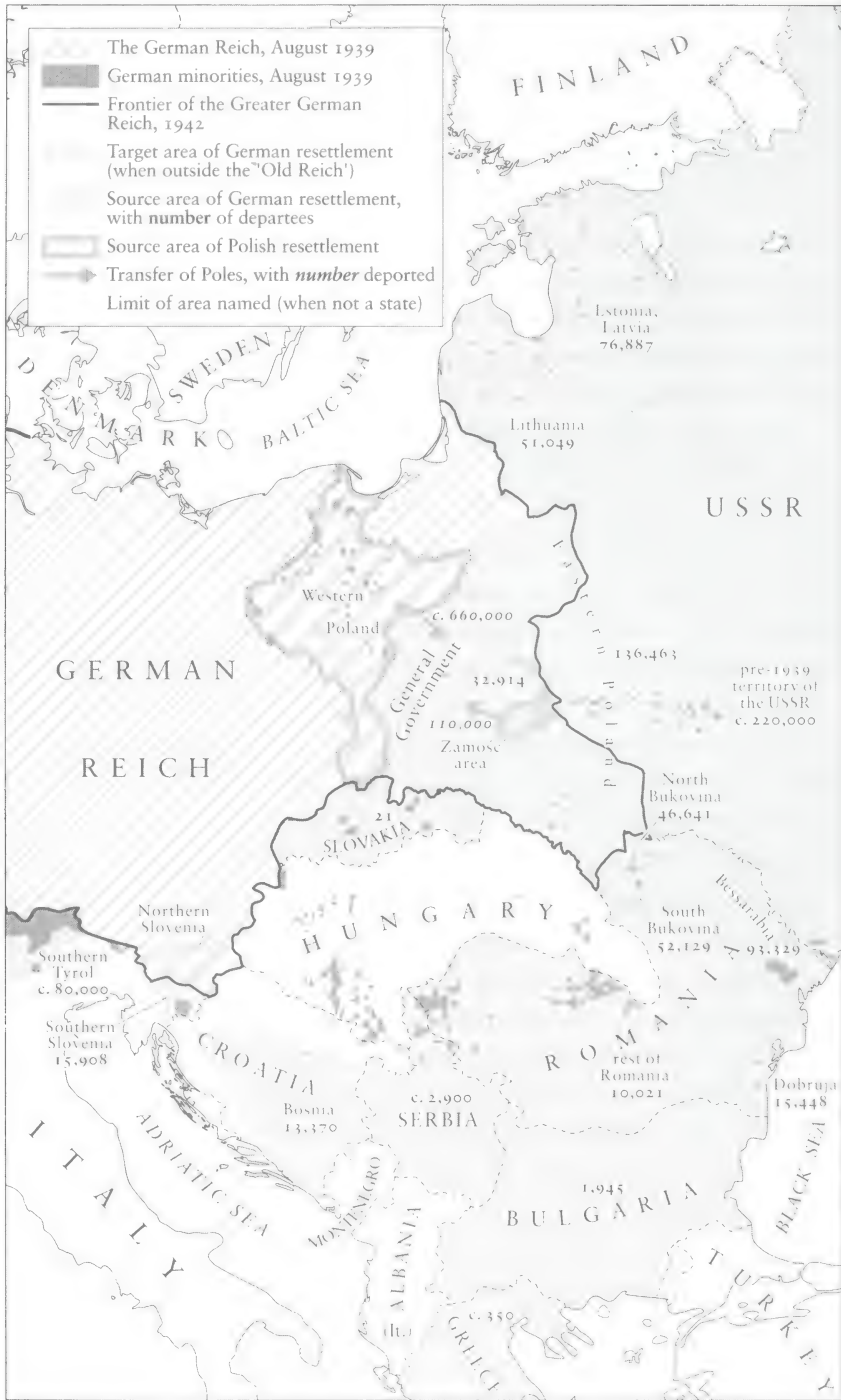 The German Reich, August 1939
German minorities, August 1939
Frontier of the Greater German
Reich, 1942
Target area of German resettlement
(when outside the 'Old Reich')
Source area of German resettlement,
with number of departees
Source area of Polish resettlement
Transfer of Poles, with number deported
Limit of area named (when not a state)
FINLAND
SWEDEN
DENMARK
BALTIC SEA
Estonia,
Latvia
76,887
Lithuania
51,049
USSR
Western
Poland
c. 660,000
Western Poland
136,463
GERMAN
REICH
General
Government
32,914
110,000
Zamość
area
pre-1939
territory of
the USSR
c. 220,000
North
Bukovina
46,641
21
SLOVAKIA
Northern
Slovenia
HUNGARY
South
Bukovina
52,129
Bessarabia
93,329
Southern
Tyrol
c. 80,000
Southern
Slovenia
15,908
CROATIA
ROMANIA
rest of
Romania
10,021
Dobruja
15,448
Bosnia
13,370
c. 2,900
SERBIA
ITALY
ADRIATIC SEA
MONTENEGRO
1,945
BULGARIA
BLACK SEA
ALBANIA
(It.)
c. 350
GREECE
TURKEY